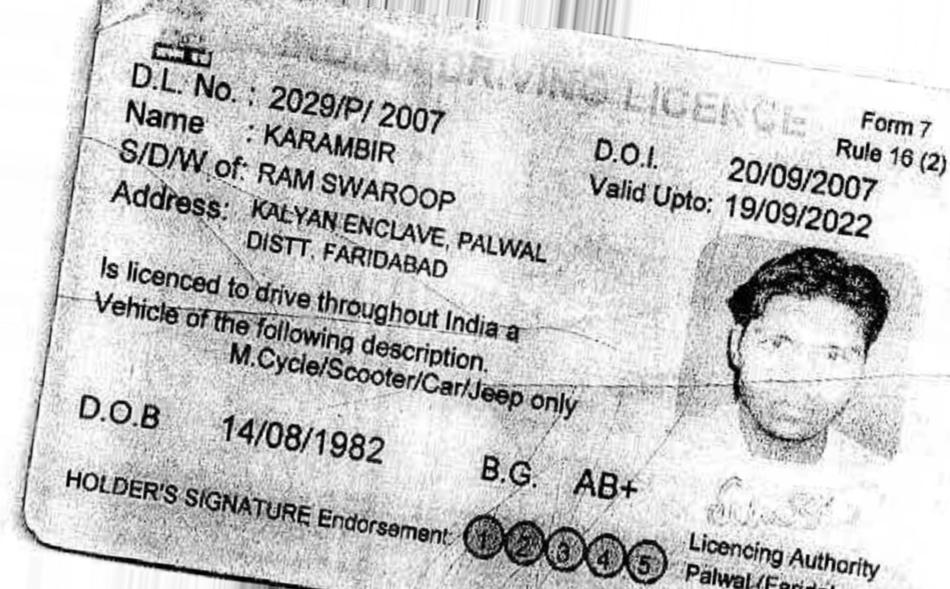 INDIAN DRIVING LICENCE
Form 7
Rule 16 (2)
D.L. No. : 2029/P/ 2007
Name : KARAMBIR
S/D/W of: RAM SWAROOP
Address: KALYAN ENCLAVE, PALWAL
DISTT. FARIDABAD
D.O.I. 20/09/2007
Valid Upto: 19/09/2022
Is licenced to drive throughout India a
Vehicle of the following description.
M.Cycle/Scooter/Car/Jeep only
D.O.B 14/08/1982
B.G. AB+
HOLDER'S SIGNATURE Endorsement: 1 2 3 4 5
Licencing Authority
Palwal